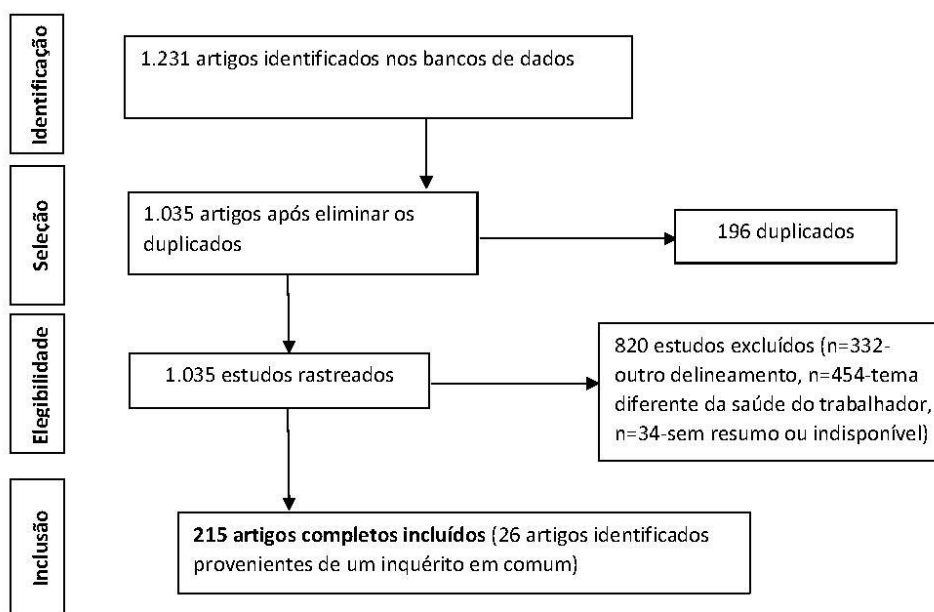 Identificação
1.231 artigos identificados nos bancos de dados
Seleção
1.035 artigos após eliminar os
duplicados
196 duplicados
Elegibilidade
1.035 estudos rastreados
820 estudos excluídos (n=332-
outro delineamento, n=454-tema
diferente da saúde do trabalhador,
n=34-sem resumo ou indisponível)
Inclusão
215 artigos completos incluídos (26 artigos identificados
provenientes de um inquérito em comum)